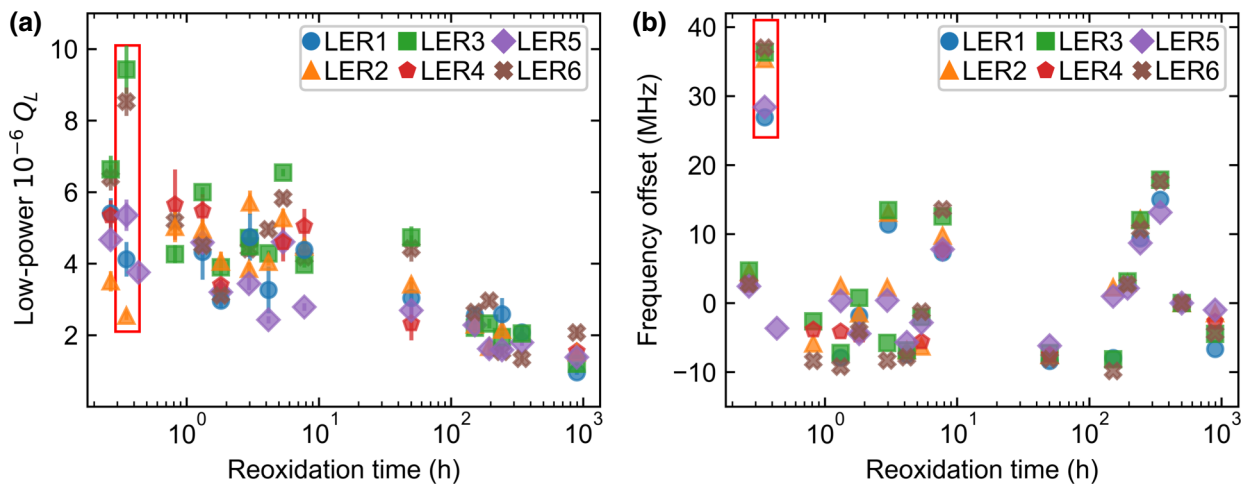 (a)
LER1 LER3 LER5
LER2 LER4 LER6
10
8
6
4
2
Low-power 10⁻⁶ Q_L
10⁰ 10¹ 10² 10³
Reoxidation time (h)
(b)
LER1 LER3 LER5
LER2 LER4 LER6
40
30
20
10
0
−10
Frequency offset (MHz)
10⁰ 10¹ 10² 10³
Reoxidation time (h)